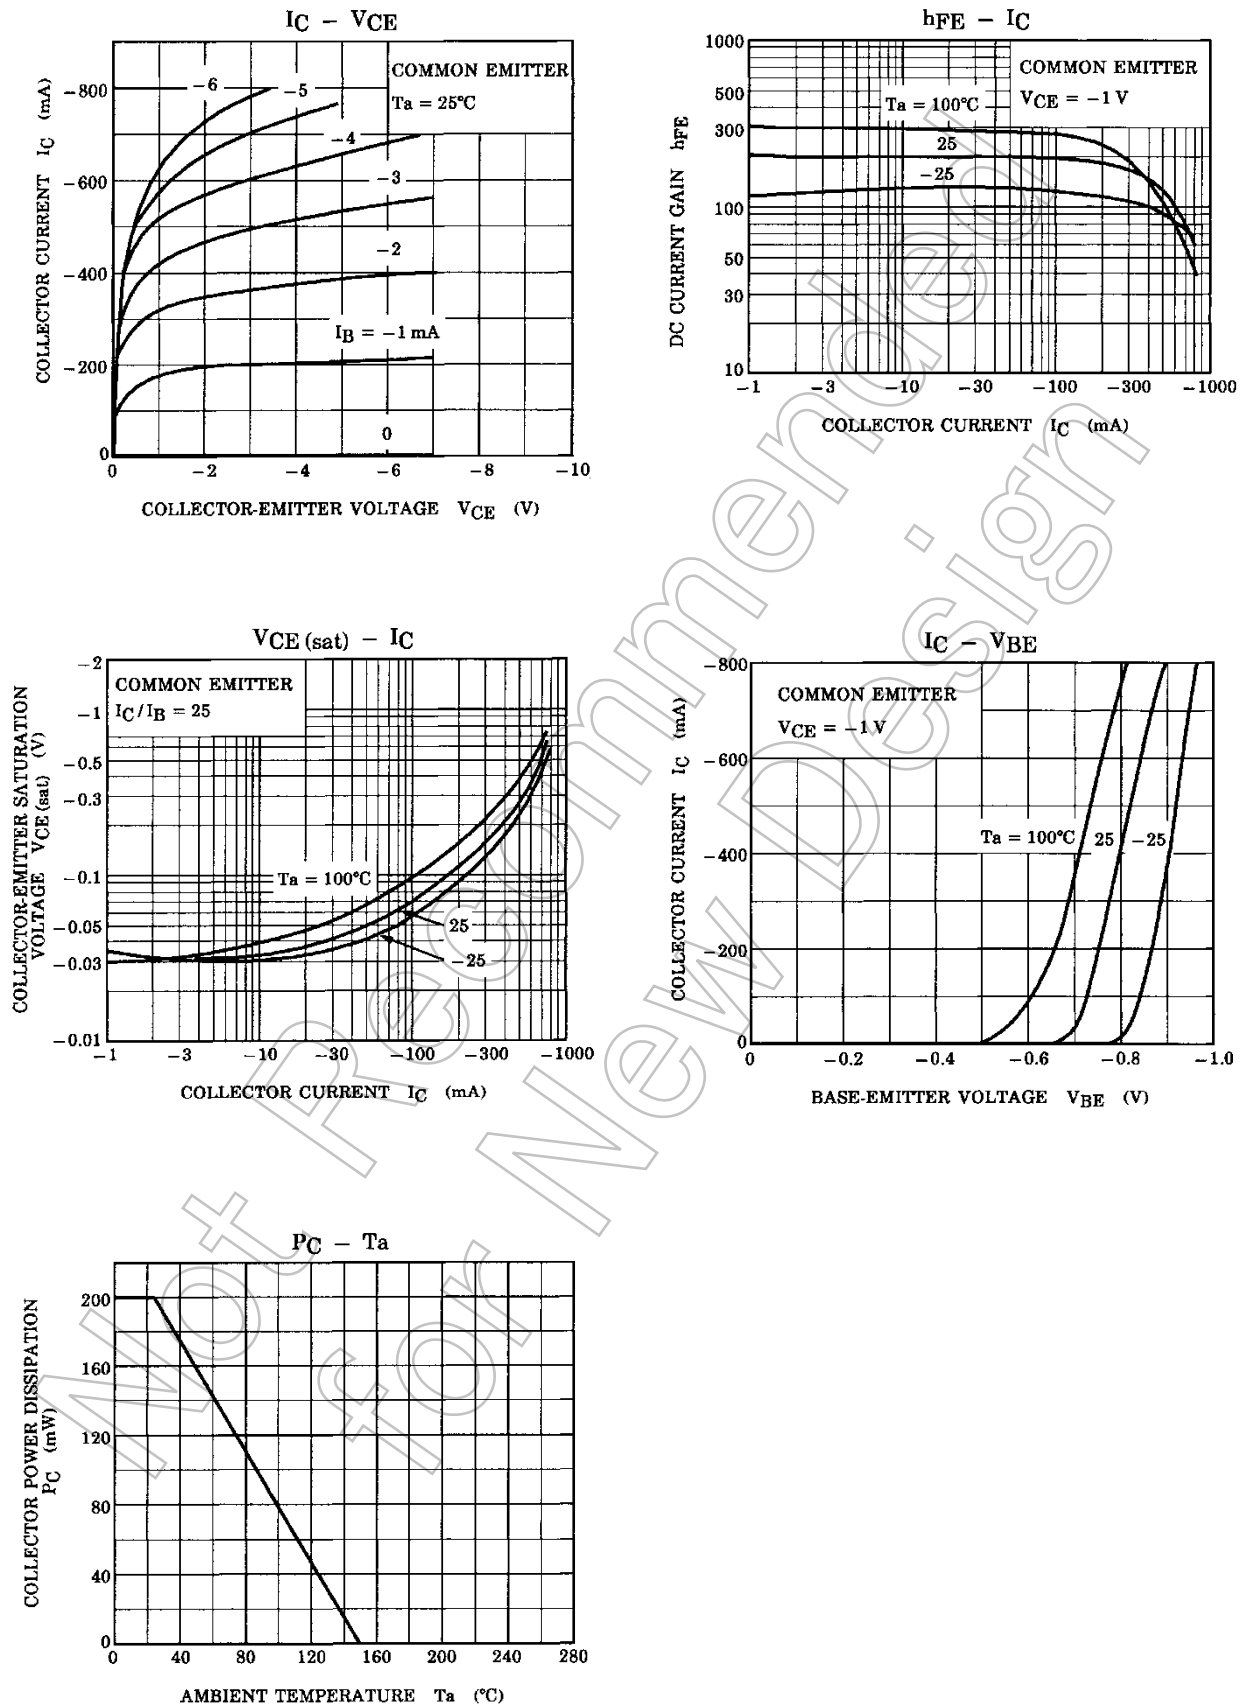 IC – VCE
COLLECTOR CURRENT IC (mA)
−800
−600
−400
−200
0
COMMON EMITTER
Ta = 25°C
−6
−5
−4
−3
−2
IB = −1 mA
0
0 −2 −4 −6 −8 −10
COLLECTOR-EMITTER VOLTAGE VCE (V)
hFE – IC
DC CURRENT GAIN hFE
1000
500
300
100
50
30
10
COMMON EMITTER
VCE = −1 V
Ta = 100°C
25
−25
−1 −3 −10 −30 −100 −300 −1000
COLLECTOR CURRENT IC (mA)
VCE (sat) – IC
COLLECTOR-EMITTER SATURATION
VOLTAGE VCE (sat) (V)
−2
−1
−0.5
−0.3
−0.1
−0.05
−0.03
−0.01
COMMON EMITTER
IC / IB = 25
Ta = 100°C
25
−25
−1 −3 −10 −30 −100 −300 −1000
COLLECTOR CURRENT IC (mA)
IC – VBE
COLLECTOR CURRENT IC (mA)
−800
−600
−400
−200
0
COMMON EMITTER
VCE = −1 V
Ta = 100°C 25 −25
0 −0.2 −0.4 −0.6 −0.8 −1.0
BASE-EMITTER VOLTAGE VBE (V)
PC – Ta
COLLECTOR POWER DISSIPATION
PC (mW)
200
160
120
80
40
0
0 40 80 120 160 200 240 280
AMBIENT TEMPERATURE Ta (°C)
Not Recommended
for New Design